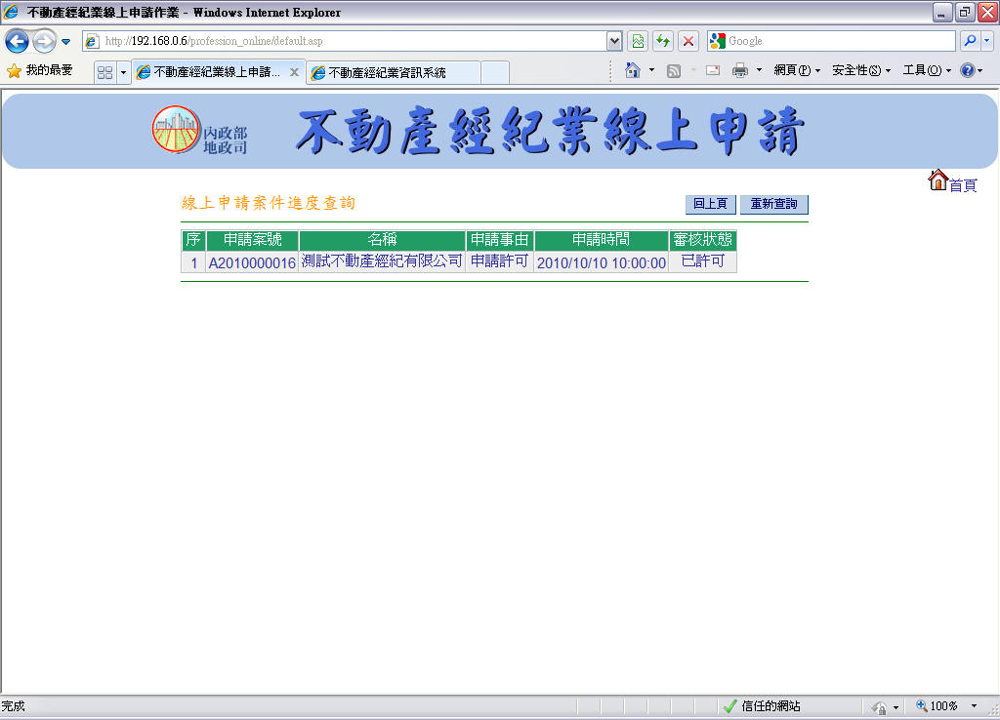 不動產經紀業線上申請作業 - Windows Internet Explorer
http://192.168.0.6/profession_online/default.asp
Google
我的最愛
不動產經紀業線上申請...
不動產經紀業資訊系統
網頁(P)
安全性(S)
工具(O)
內政部
地政司
不動產經紀業線上申請
首頁
線上申請案件進度查詢
回上頁
重新查詢
序 申請案號 名稱 申請事由 申請時間 審核狀態
1 A2010000016 測試不動產經紀有限公司 申請許可 2010/10/10 10:00:00 已許可
完成
信任的網站
100%